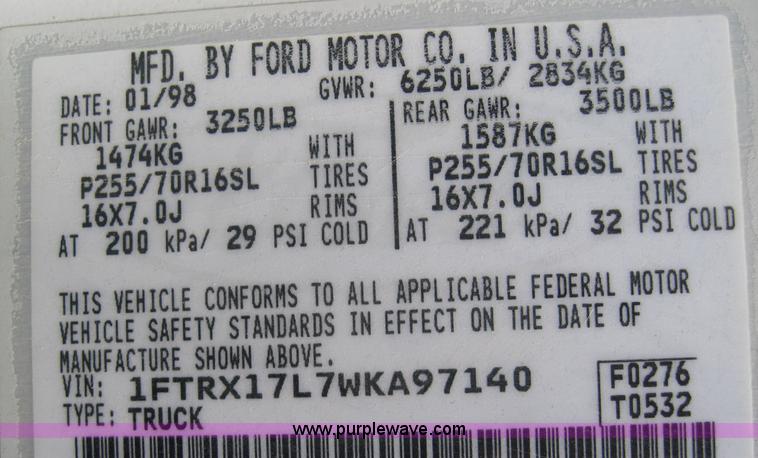 MFD. BY FORD MOTOR CO. IN U.S.A.
DATE: 01/98 GVWR: 6250LB/ 2834KG
FRONT GAWR: 3250LB REAR GAWR: 3500LB
1474KG WITH 1587KG WITH
P255/70R16SL TIRES P255/70R16SL TIRES
16X7.0J RIMS 16X7.0J RIMS
AT 200 kPa/ 29 PSI COLD AT 221 kPa/ 32 PSI COLD
THIS VEHICLE CONFORMS TO ALL APPLICABLE FEDERAL MOTOR
VEHICLE SAFETY STANDARDS IN EFFECT ON THE DATE OF
MANUFACTURE SHOWN ABOVE.
VIN: 1FTRX17L7WKA97140 F0276
TYPE: TRUCK T0532
www.purplewave.com